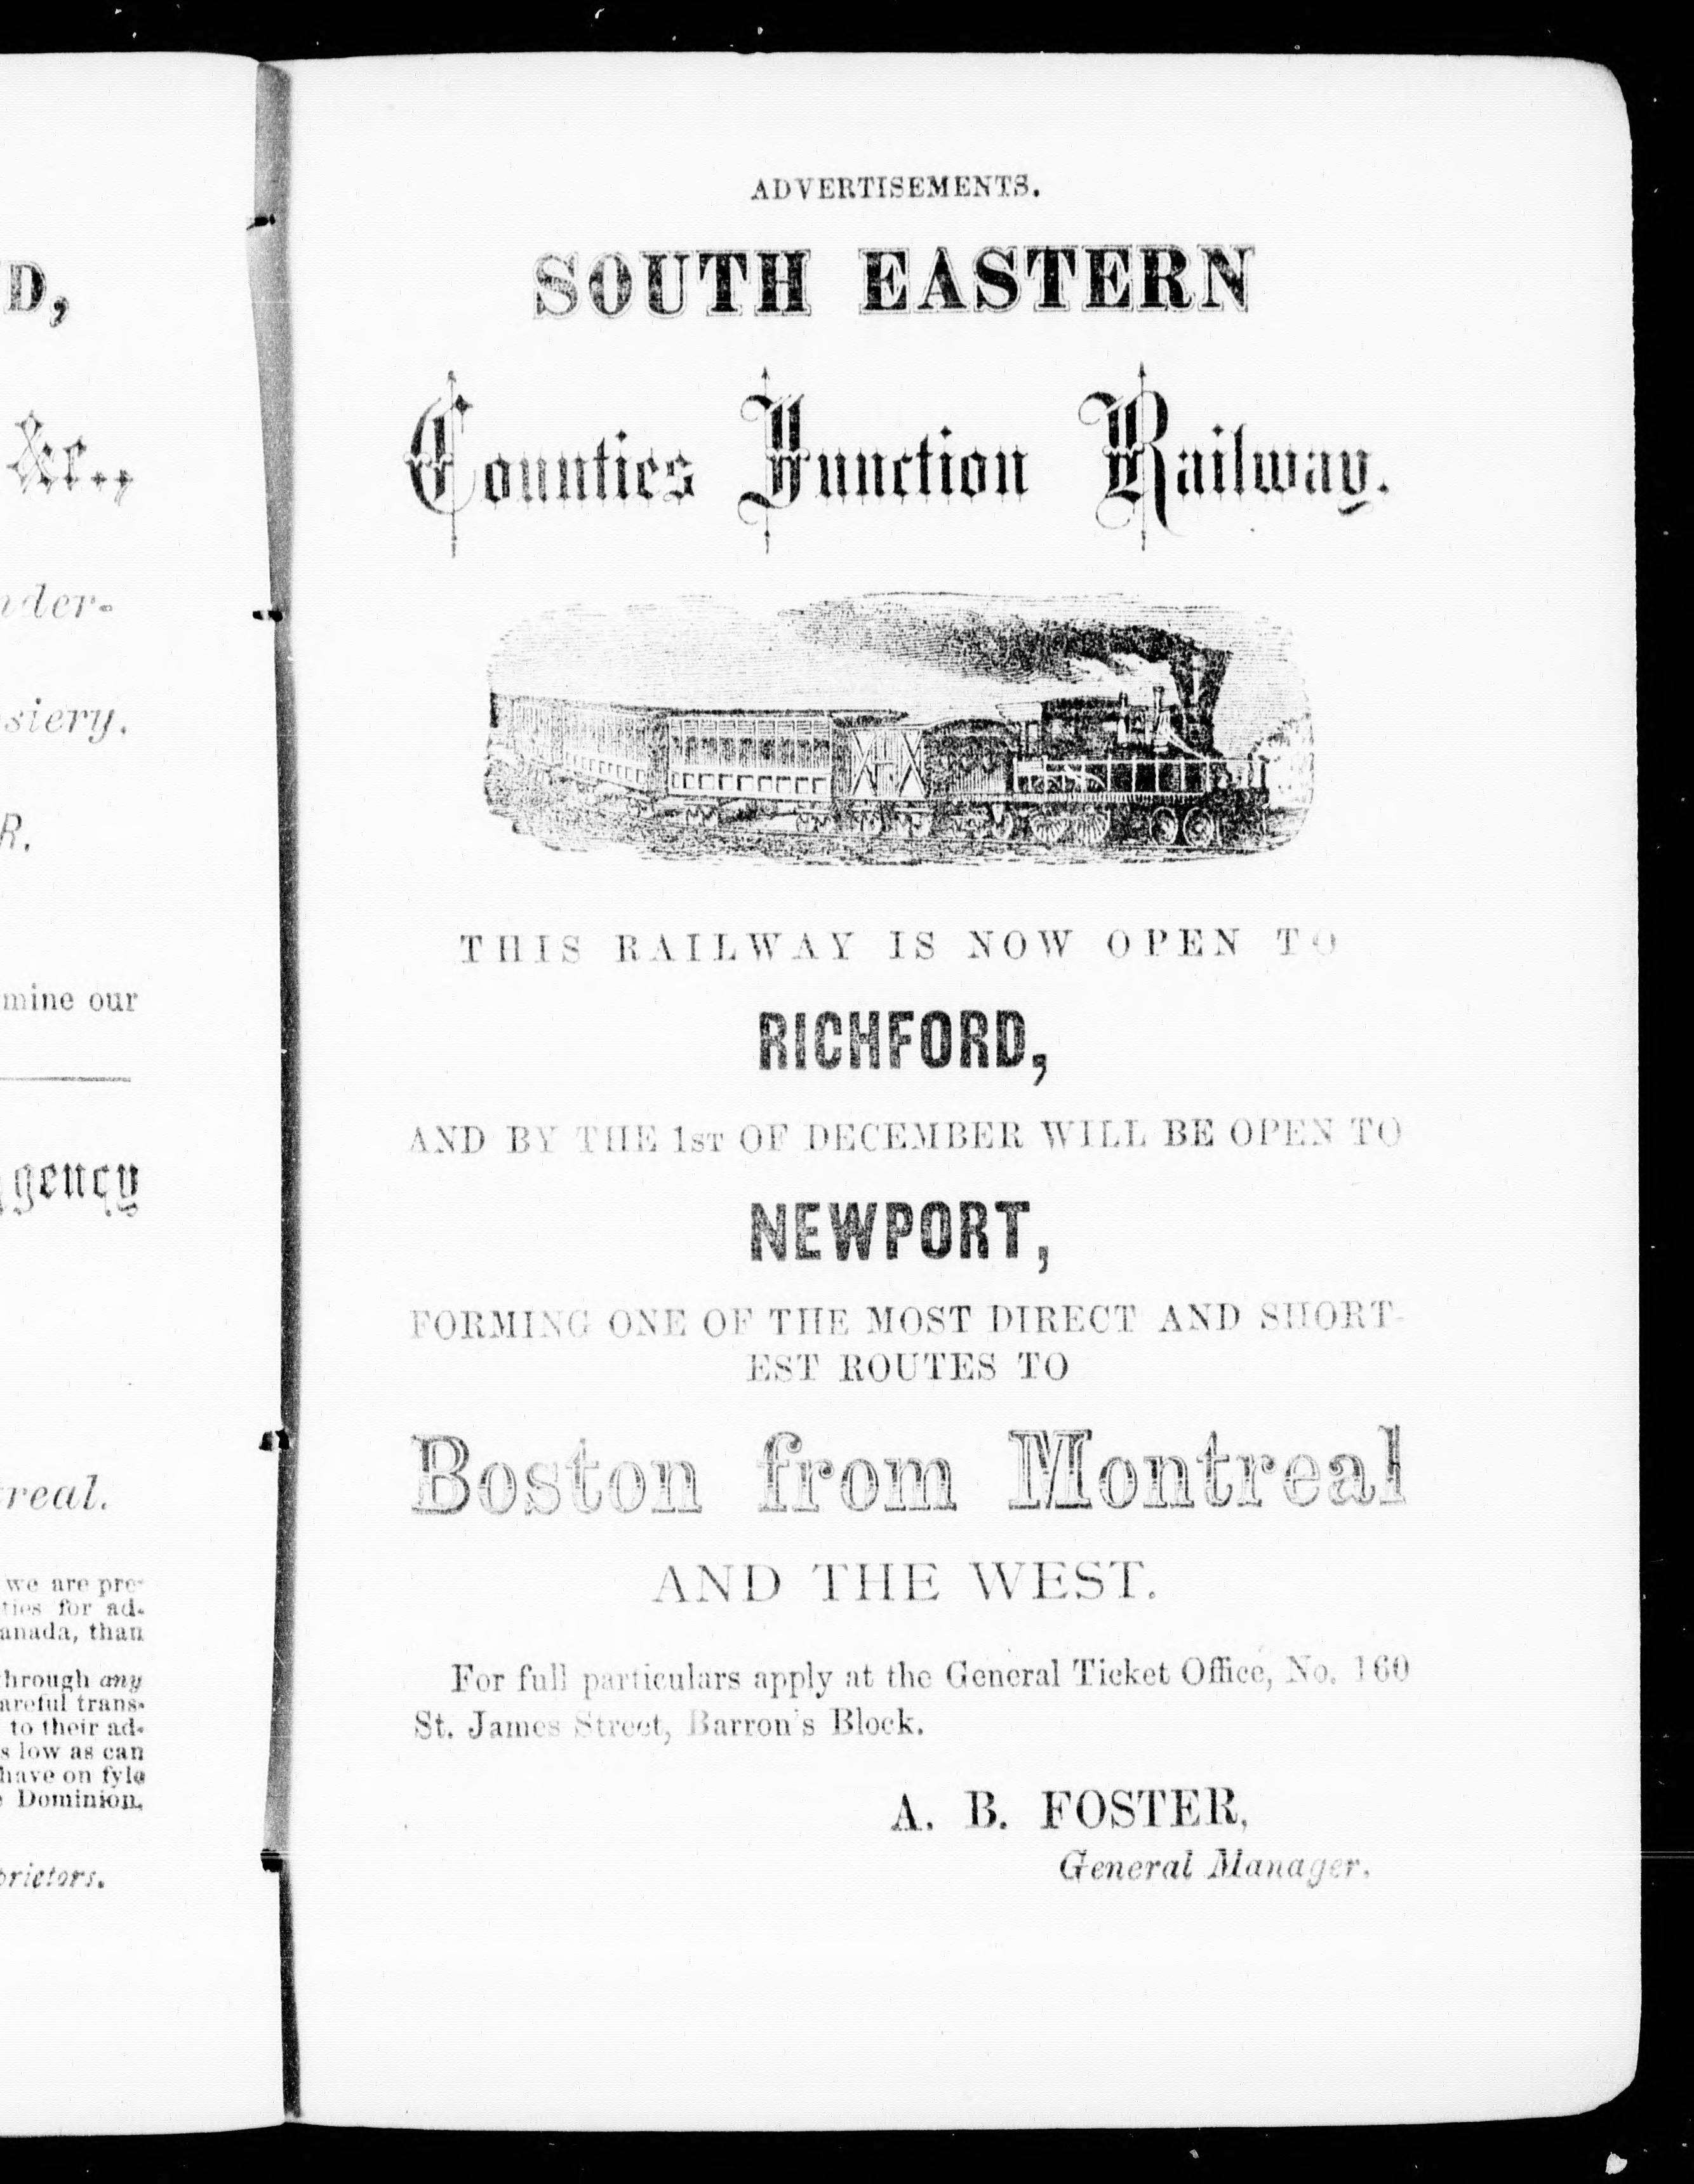 D,
&c.,
nder-
siery.
R.
mine our
gency
real.
we are pre-
ties for ad-
anada, than
through any
areful trans-
to their ad-
s low as can
have on fyle
Dominion.
prietors.
ADVERTISEMENTS.
SOUTH EASTERN
Counties Junction Railway.
THIS RAILWAY IS NOW OPEN TO
RICHFORD,
AND BY THE 1ST OF DECEMBER WILL BE OPEN TO
NEWPORT,
FORMING ONE OF THE MOST DIRECT AND SHORT-
EST ROUTES TO
Boston from Montreal
AND THE WEST.
For full particulars apply at the General Ticket Office, No. 160
St. James Street, Barron's Block.
A. B. FOSTER,
General Manager.